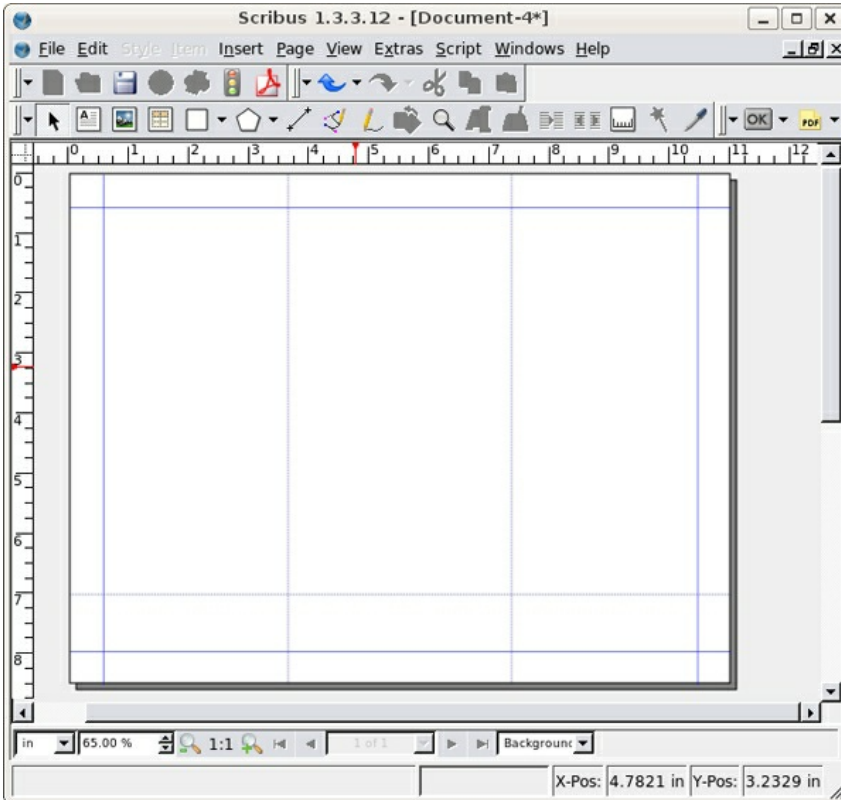 Scribus 1.3.3.12 - [Document-4*]
File Edit Style Item Insert Page View Extras Script Windows Help
OK PDF
0 1 2 3 4 5 6 7 8 9 10 11 12
0
1
2
3
4
5
6
7
8
in 65.00 % 1:1 1 of 1 Background
X-Pos: 4.7821 in Y-Pos: 3.2329 in